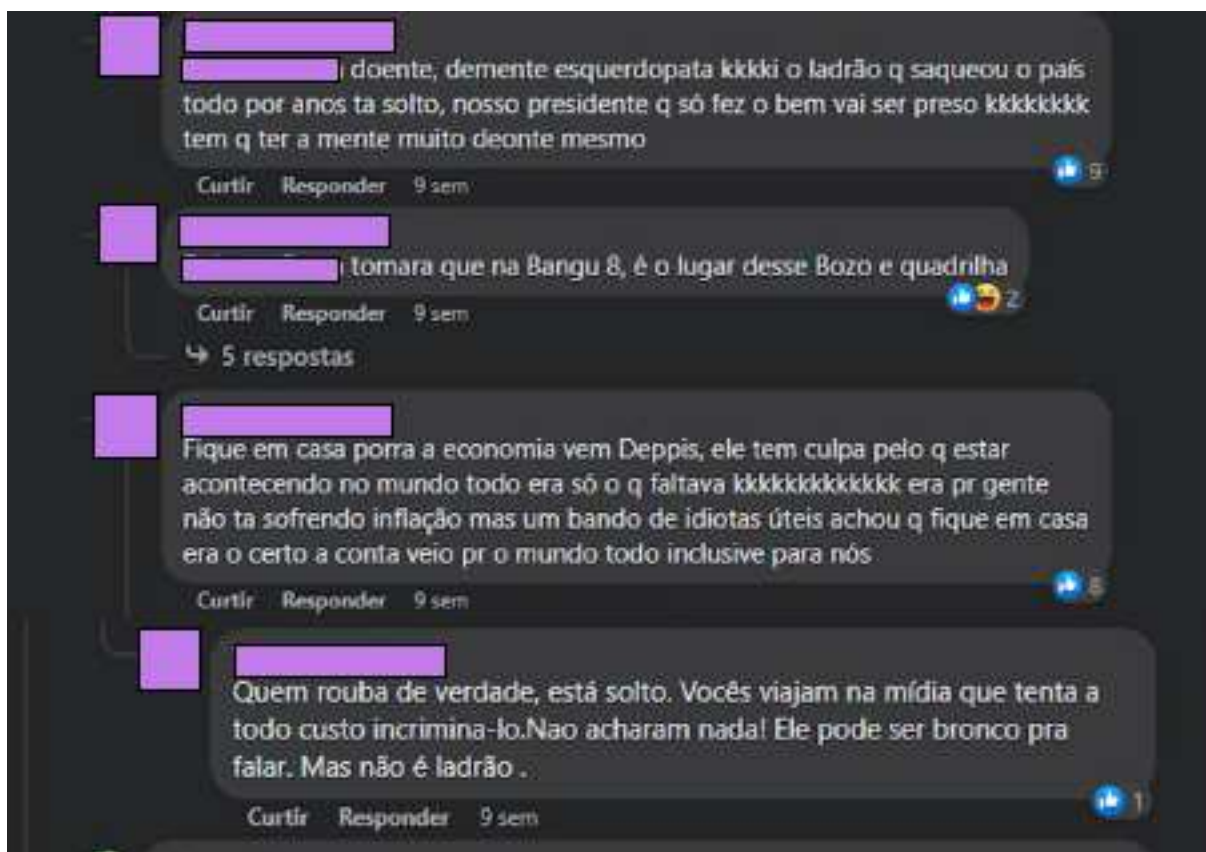 doente, demente esquerdopata kkkki o ladrão q saqueou o país
todo por anos ta solto, nosso presidente q só fez o bem vai ser preso kkkkkkkk
tem q ter a mente muito deonte mesmo
9
Curtir Responder 9 sem
tomara que na Bangu 8, é o lugar desse Bozo e quadrilha
2
Curtir Responder 9 sem
5 respostas
Fique em casa porra a economia vem Deppis, ele tem culpa pelo q estar
acontecendo no mundo todo era só o q faltava kkkkkkkkkkkkk era pr gente
não ta sofrendo inflação mas um bando de idiotas úteis achou q fique em casa
era o certo a conta veio pr o mundo todo inclusive para nós
8
Curtir Responder 9 sem
Quem rouba de verdade, está solto. Vocês viajam na mídia que tenta a
todo custo incrimina-lo.Nao acharam nada! Ele pode ser bronco pra
falar. Mas não é ladrão .
1
Curtir Responder 9 sem